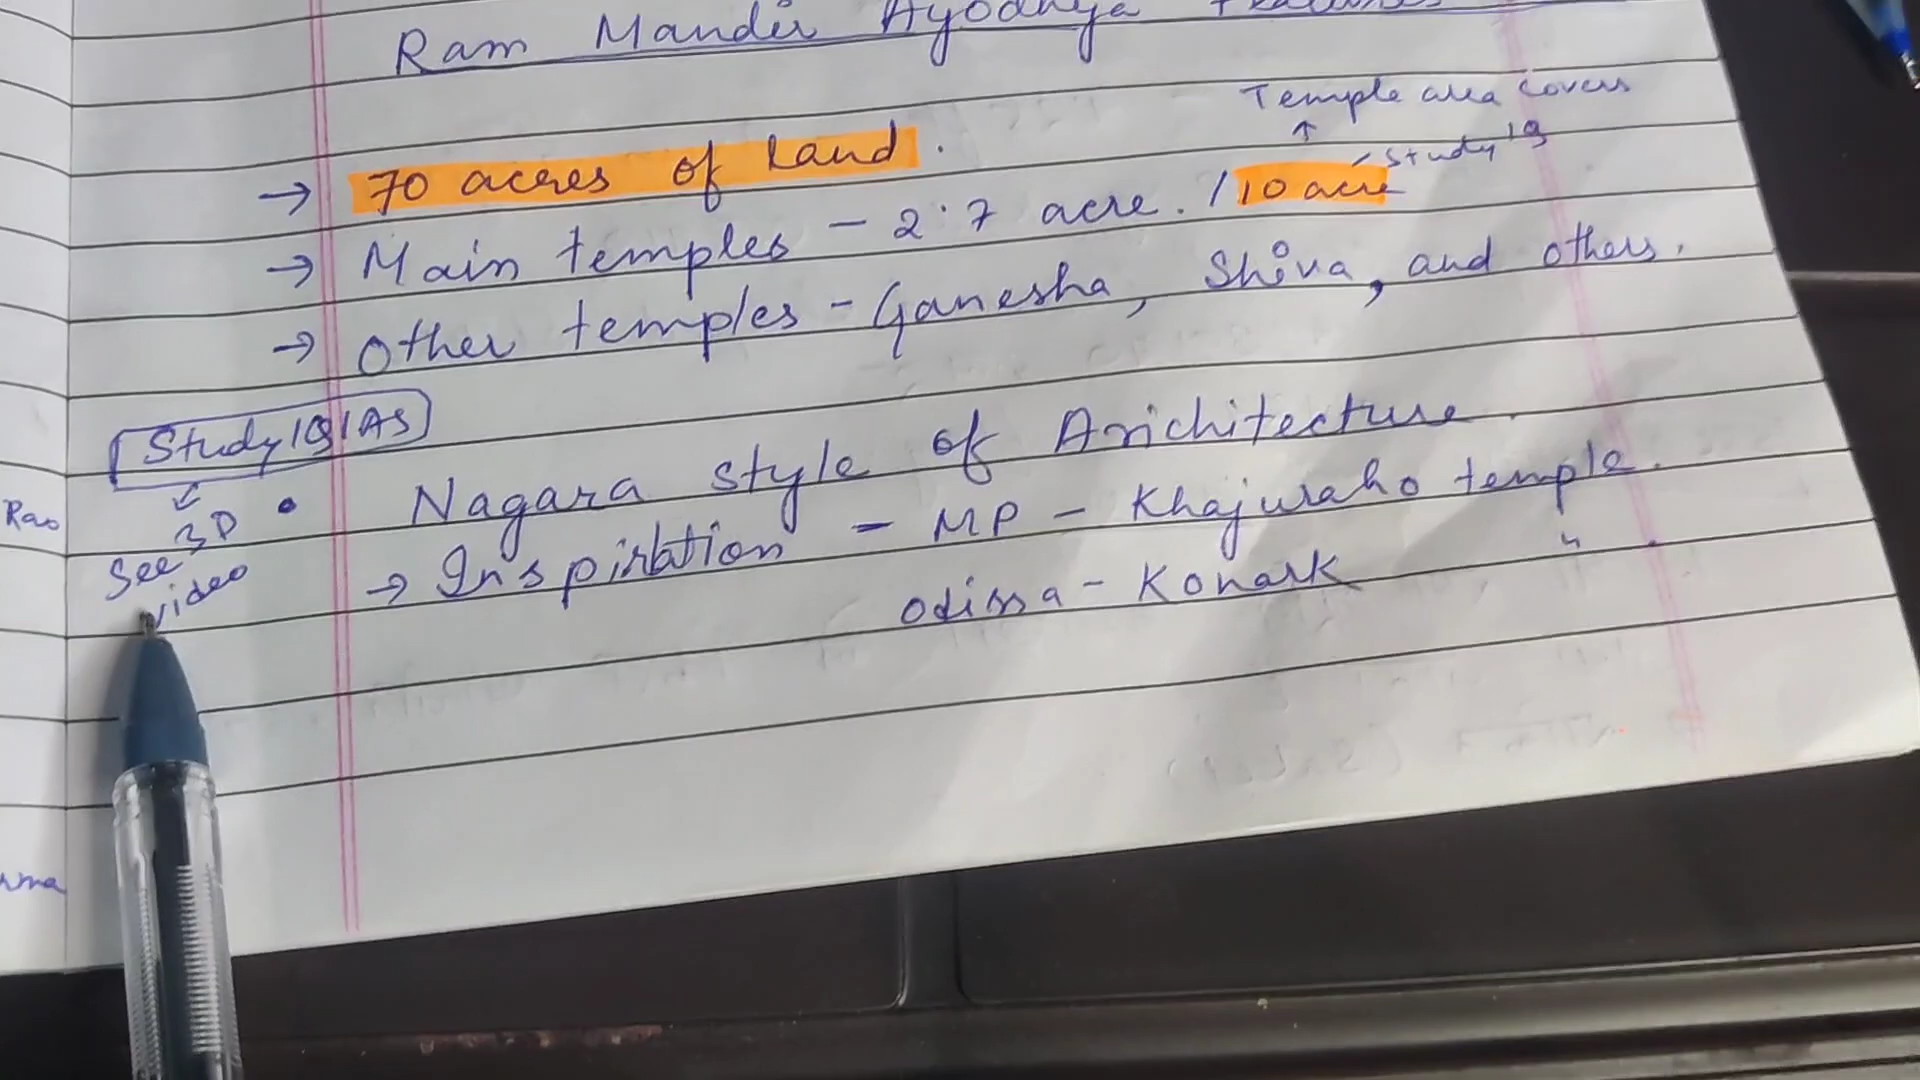 Ram Mandir Ayodhya Features
Temple area covers
↑
Study IQ
→ 70 acres of Land.
→ Main temples - 2.7 acre. / 10 acre
→ Other temples - Ganesha, Shiva, and others.
Study IQ IAS
↙
See 3D video
• Nagara style of Architecture.
→ Inspiration - MP - Khajuraho temple.
Odissa - Konark "
Rao